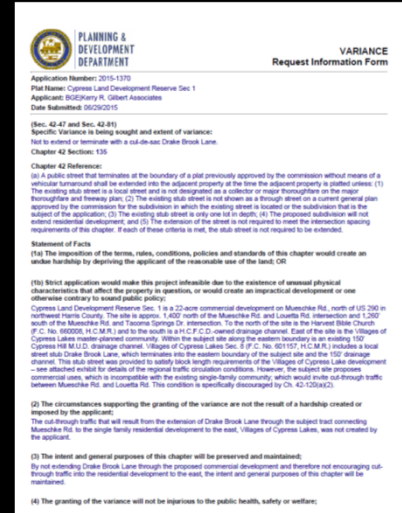 PLANNING &
DEVELOPMENT
DEPARTMENT
VARIANCE
Request Information Form
Application Number: 2015-1370
Plat Name: Cypress Land Development Reserve Sec 1
Applicant: BGE|Kerry R. Gilbert Associates
Date Submitted: 06/29/2015
(Sec. 42-47 and Sec. 42-81)
Specific Variance is being sought and extent of variance:
Not to extend or terminate with a cul-de-sac Drake Brook Lane.
Chapter 42 Section: 135
Chapter 42 Reference:
(a) A public street that terminates at the boundary of a plat previously approved by the commission without means of a
vehicular turnaround shall be extended into the adjacent property at the time the adjacent property is platted unless: (1)
The existing stub street is a local street and is not designated as a collector or major thoroughfare on the major
thoroughfare and freeway plan; (2) The existing stub street is not shown as a through street on a current general plan
approved by the commission for the subdivision in which the existing street is located or the subdivision that is the
subject of the application; (3) The existing stub street is only one lot in depth; (4) The proposed subdivision will not
extend residential development; and (5) The extension of the street is not required to meet the intersection spacing
requirements of this chapter. If each of these criteria is met, the stub street is not required to be extended.
Statement of Facts
(1a) The imposition of the terms, rules, conditions, policies and standards of this chapter would create an
undue hardship by depriving the applicant of the reasonable use of the land; OR
(1b) Strict application would make this project infeasible due to the existence of unusual physical
characteristics that affect the property in question, or would create an impractical development or one
otherwise contrary to sound public policy;
Cypress Land Development Reserve Sec. 1 is a 22-acre commercial development on Mueschke Rd., north of US 290 in
northwest Harris County. The site is approx. 1,400' north of the Mueschke Rd. and Louetta Rd. intersection and 1,260'
south of the Mueschke Rd. and Tacoma Springs Dr. intersection. To the north of the site is the Harvest Bible Church
(F.C. No. 660008, H.C.M.R.) and to the south is a H.C.F.C.D.-owned drainage channel. East of the site is the Villages of
Cypress Lakes master-planned community. Within the subject site along the eastern boundary is an existing 150'
Cypress Hill M.U.D. drainage channel. Villages of Cypress Lakes Sec. 8 (F.C. No. 601157, H.C.M.R.) includes a local
street stub Drake Brook Lane, which terminates into the eastern boundary of the subject site and the 150' drainage
channel. This stub street was provided to satisfy block length requirements of the Villages of Cypress Lake development
– see attached exhibit for details of the regional traffic circulation conditions. However, the subject site proposes
commercial uses, which is incompatible with the existing single-family community; which would invite cut-through traffic
between Mueschke Rd. and Louetta Rd. This condition is specifically discouraged by Ch. 42-120(a)(2).
(2) The circumstances supporting the granting of the variance are not the result of a hardship created or
imposed by the applicant;
The cut-through traffic that will result from the extension of Drake Brook Lane through the subject tract connecting
Mueschke Rd. to the single family residential development to the east, Villages of Cypress Lakes, was not created by
the applicant.
(3) The intent and general purposes of this chapter will be preserved and maintained;
By not extending Drake Brook Lane through the proposed commercial development and therefore not encouraging cut-
through traffic into the residential development to the east, the intent and general purposes of this chapter will be
maintained.
(4) The granting of the variance will not be injurious to the public health, safety or welfare;